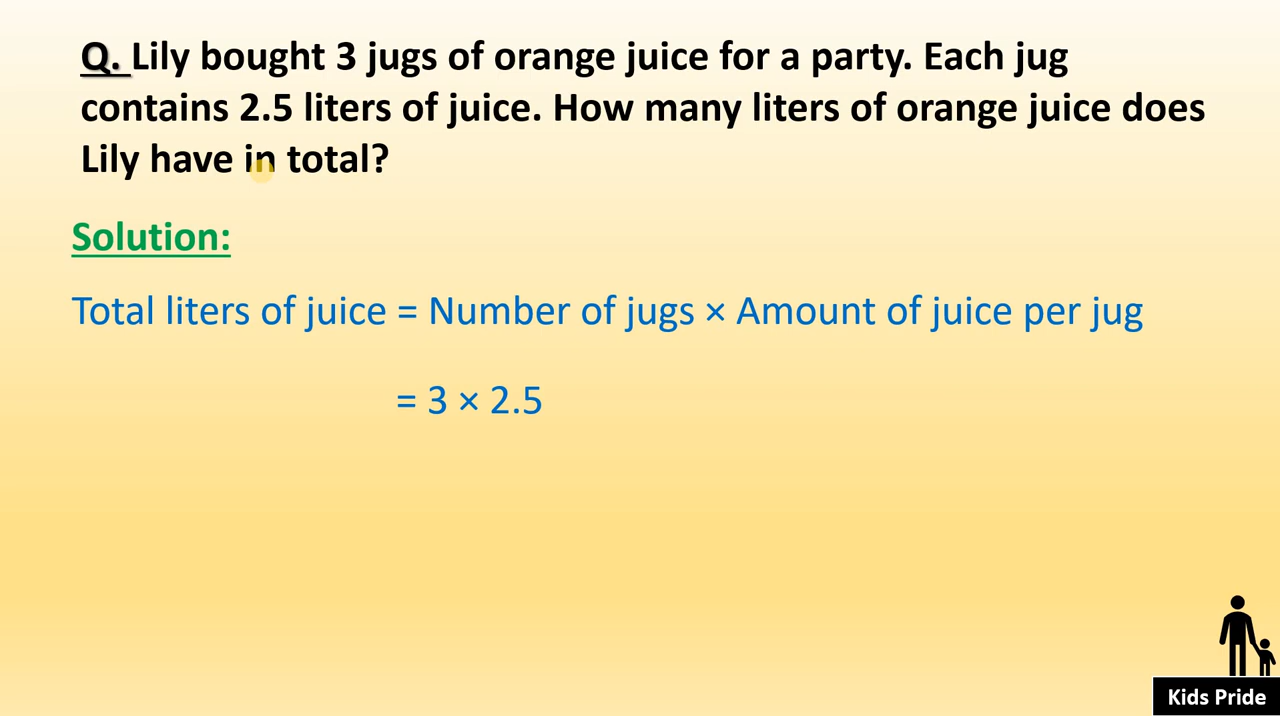 Q. Lily bought 3 jugs of orange juice for a party. Each jug
contains 2.5 liters of juice. How many liters of orange juice does
Lily have in total?
Solution:
Total liters of juice = Number of jugs × Amount of juice per jug
= 3 × 2.5
Kids Pride